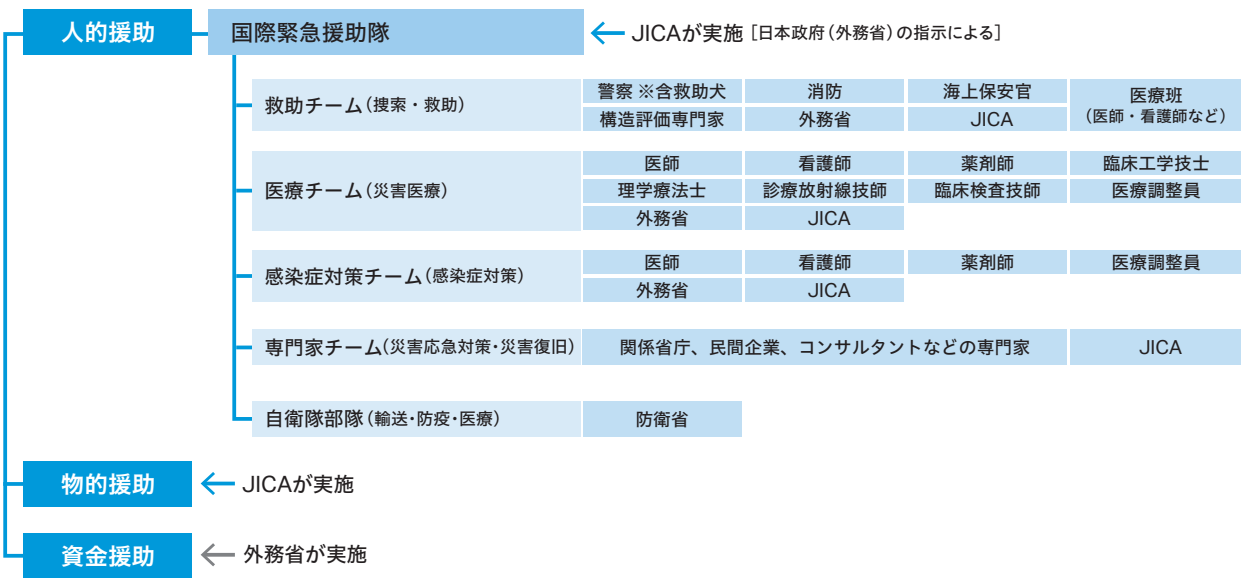 人的援助 国際緊急援助隊 JICAが実施［日本政府（外務省）の指示による］
救助チーム（捜索・救助）
警察 ※含救助犬 消防 海上保安官 医療班
（医師・看護師など）
構造評価専門家 外務省 JICA
医療チーム（災害医療）
医師 看護師 薬剤師 臨床工学技士
理学療法士 診療放射線技師 臨床検査技師 医療調整員
外務省 JICA
感染症対策チーム（感染症対策）
医師 看護師 薬剤師 医療調整員
外務省 JICA
専門家チーム（災害応急対策・災害復旧） 関係省庁、民間企業、コンサルタントなどの専門家 JICA
自衛隊部隊（輸送・防疫・医療） 防衛省
物的援助 JICAが実施
資金援助 外務省が実施